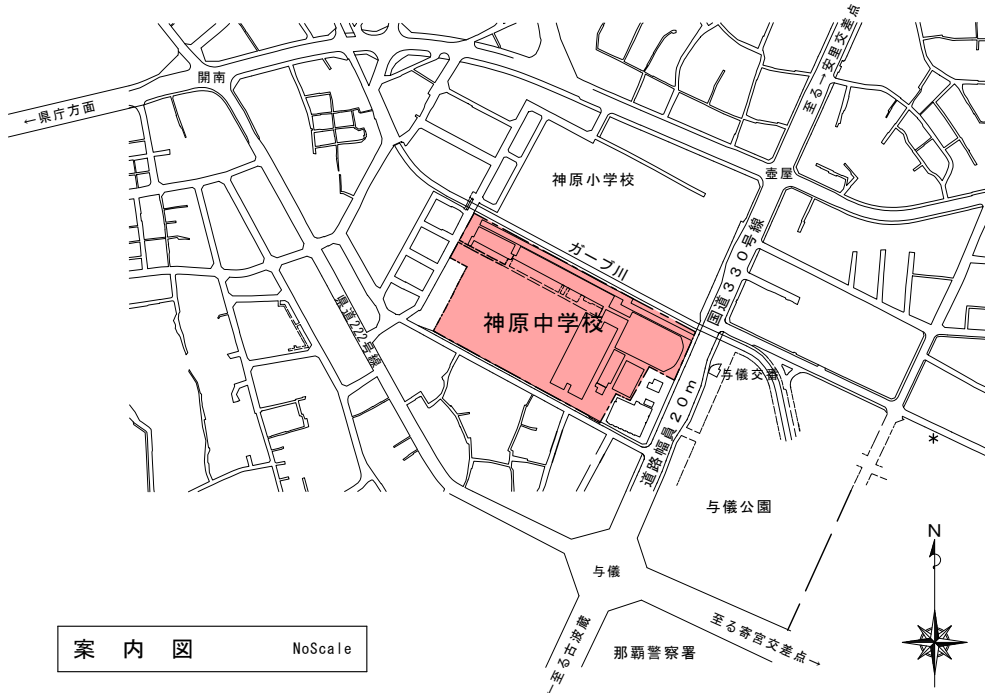 至る→安里交差点
開南
←県庁方面
壺屋
神原小学校
ガーブ川
国道330号線
県道222号線
神原中学校
与儀交番
道路幅員20m
与儀公園
N
与儀
至る寄宮交差点→
←至る古波蔵
那覇警察署
案内図 NoScale